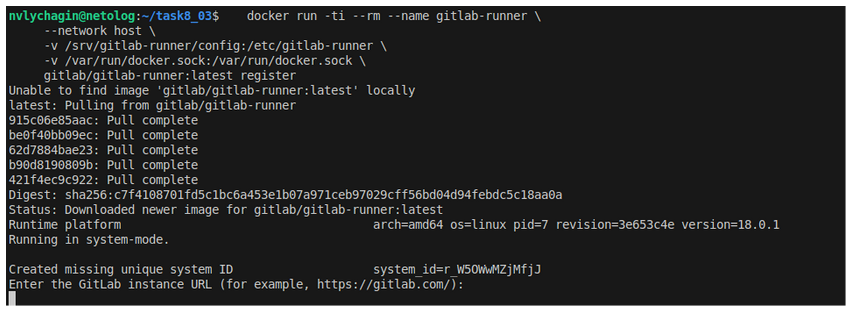 nvlychagin@netolog:~/task8_03$    docker run -ti --rm --name gitlab-runner \
     --network host \
     -v /srv/gitlab-runner/config:/etc/gitlab-runner \
     -v /var/run/docker.sock:/var/run/docker.sock \
     gitlab/gitlab-runner:latest register
Unable to find image 'gitlab/gitlab-runner:latest' locally
latest: Pulling from gitlab/gitlab-runner
915c06e85aac: Pull complete
be0f40bb09ec: Pull complete
62d7884bae23: Pull complete
b90d8190809b: Pull complete
421f4ec9c922: Pull complete
Digest: sha256:c7f4108701fd5c1bc6a453e1b07a971ceb97029cff56bd04d94febdc5c18aa0a
Status: Downloaded newer image for gitlab/gitlab-runner:latest
Runtime platform                                    arch=amd64 os=linux pid=7 revision=3e653c4e version=18.0.1
Running in system-mode.

Created missing unique system ID                    system_id=r_W5OWwMZjMfjJ
Enter the GitLab instance URL (for example, https://gitlab.com/):